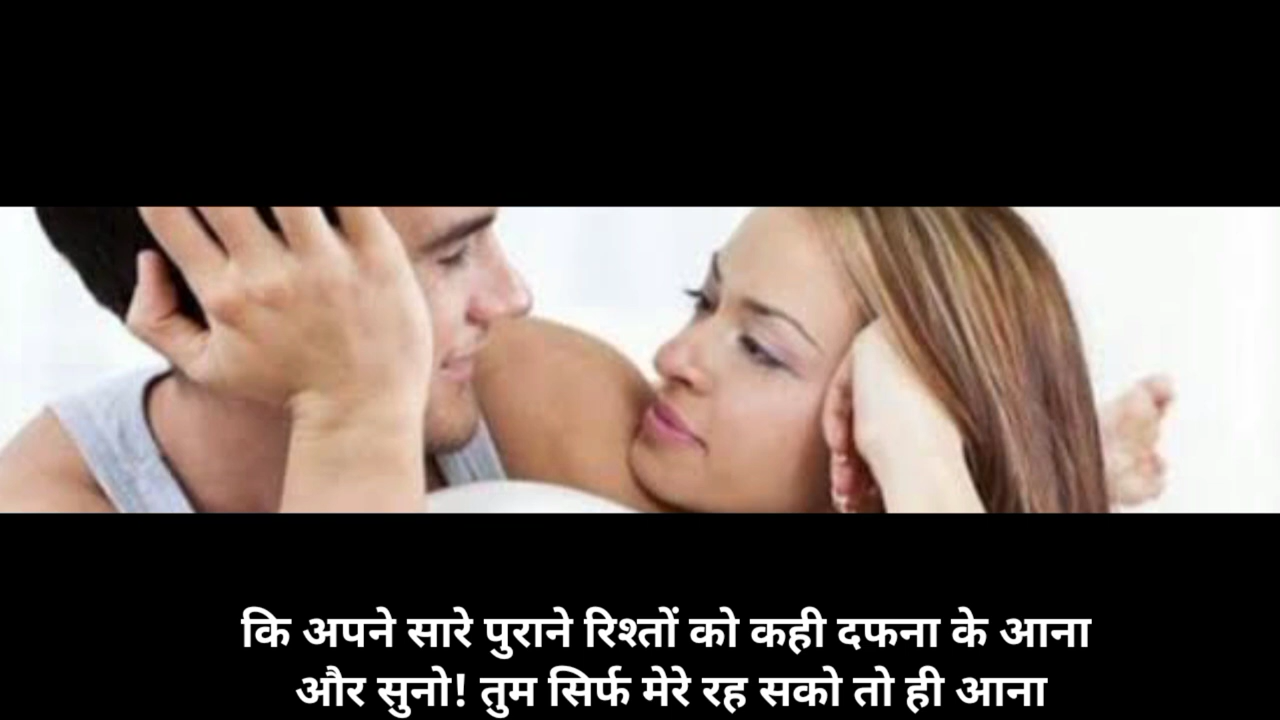 कि अपने सारे पुराने रिश्तों को कही दफना के आना
और सुनो! तुम सिर्फ मेरे रह सको तो ही आना